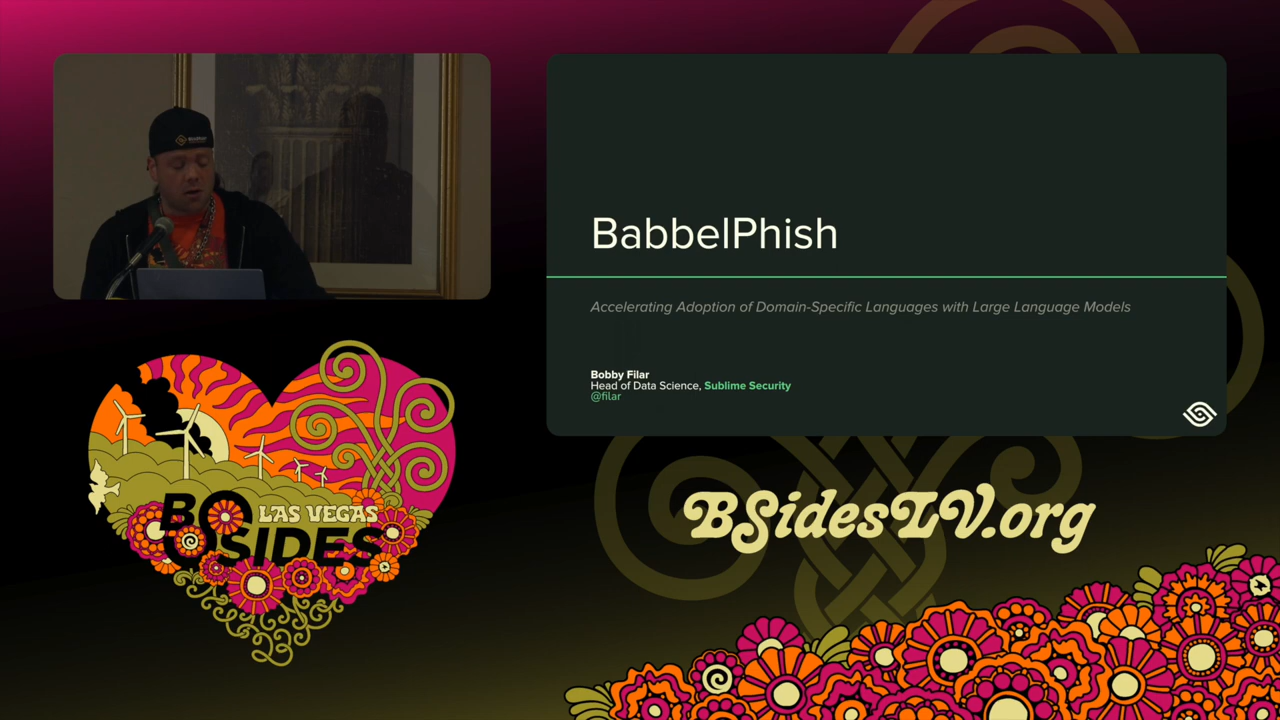 BabbelPhish
Accelerating Adoption of Domain-Specific Languages with Large Language Models
Bobby Filar
Head of Data Science, Sublime Security
@filar
BSIDES
LAS VEGAS
23
BSidesLV.org